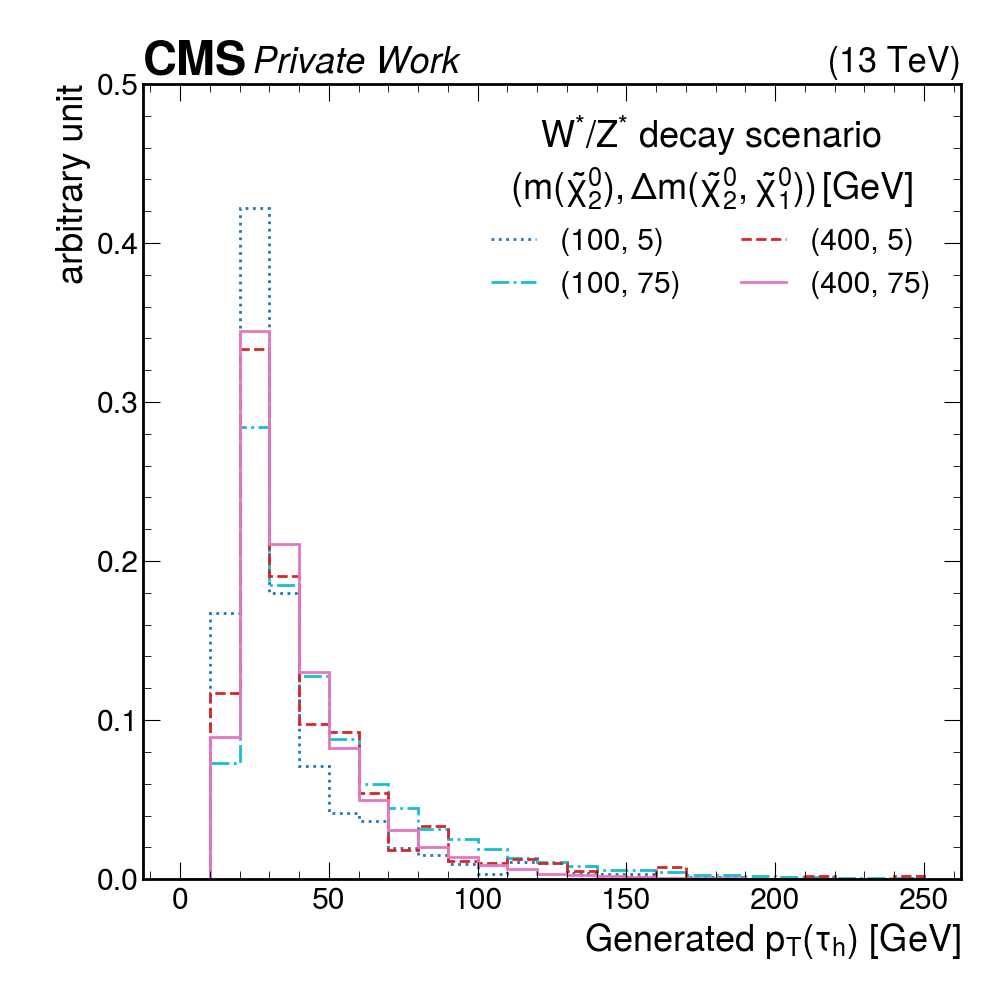 CMS Private Work (13 TeV)
arbitrary unit
0.5
0.4
0.3
0.2
0.1
0.0
W*/Z* decay scenario
(m(χ̃⁰₂), Δm(χ̃⁰₂, χ̃⁰₁)) [GeV]
(100, 5) (400, 5)
(100, 75) (400, 75)
0 50 100 150 200 250
Generated p_T(τ_h) [GeV]